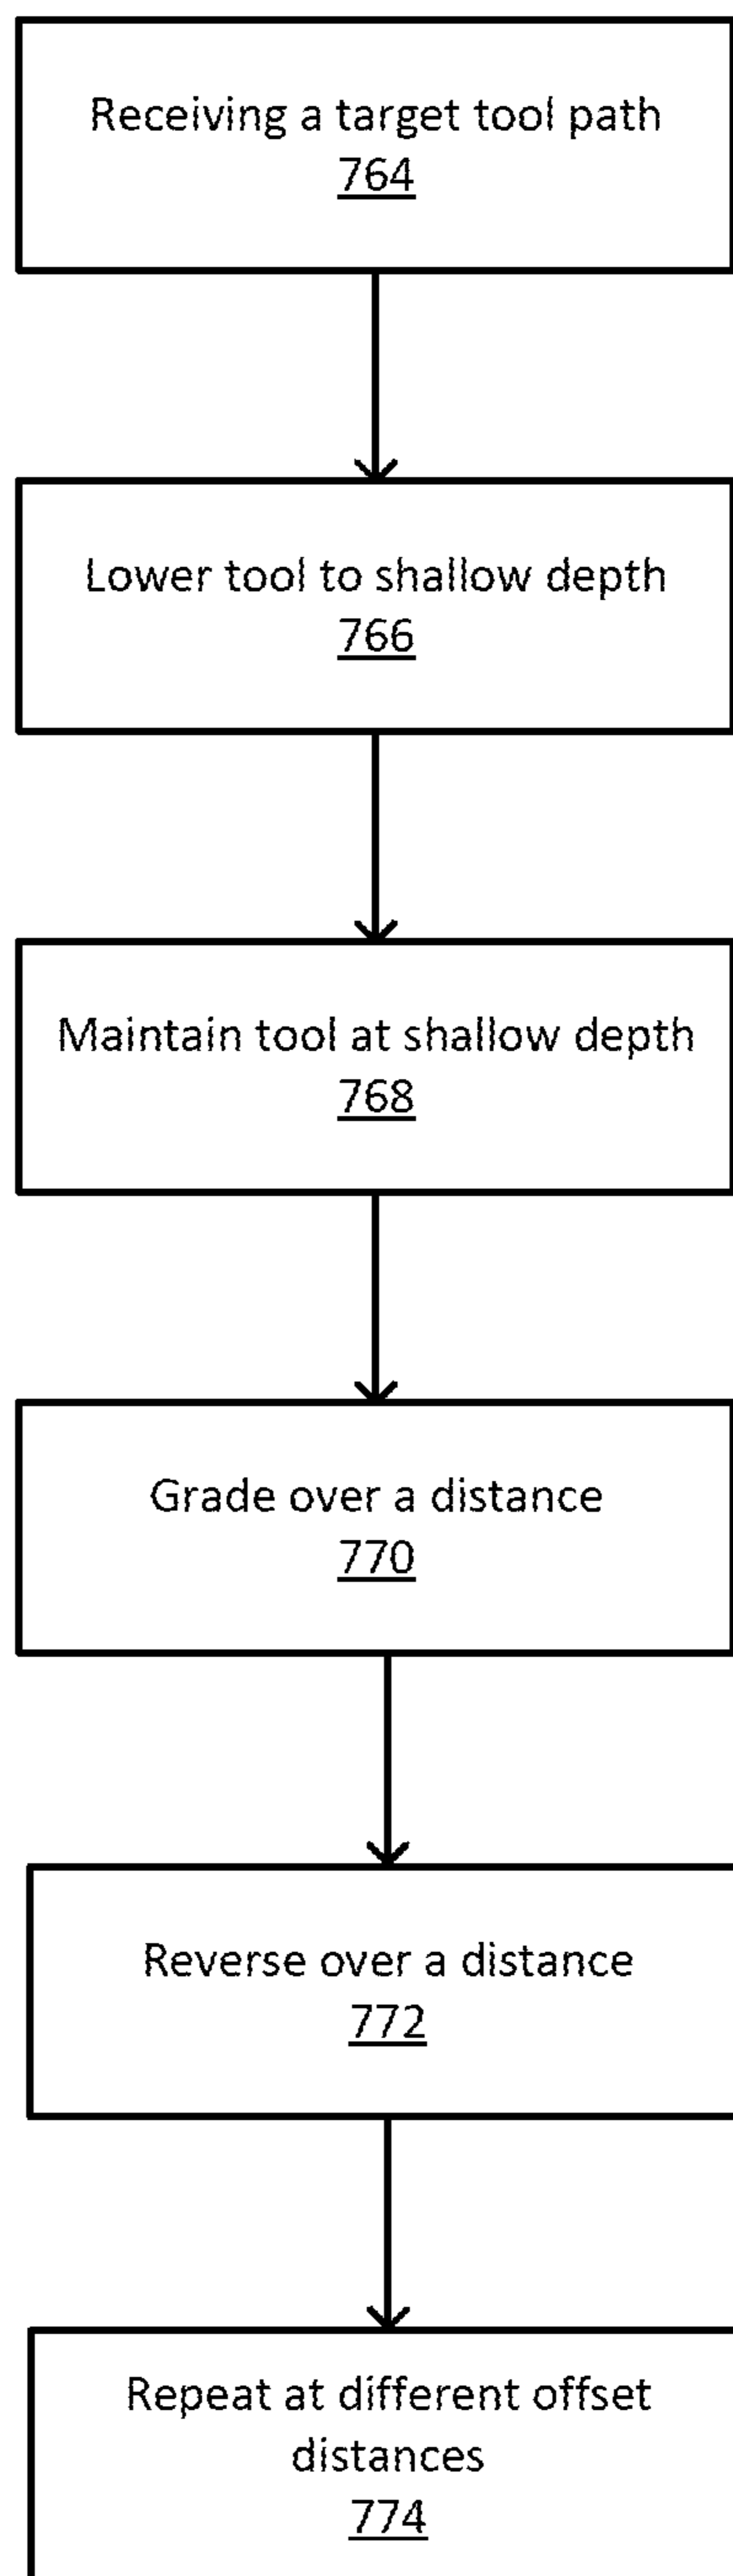 Receiving a target tool path
764
Lower tool to shallow depth
766
Maintain tool at shallow depth
768
Grade over a distance
770
Reverse over a distance
772
Repeat at different offset
distances
774